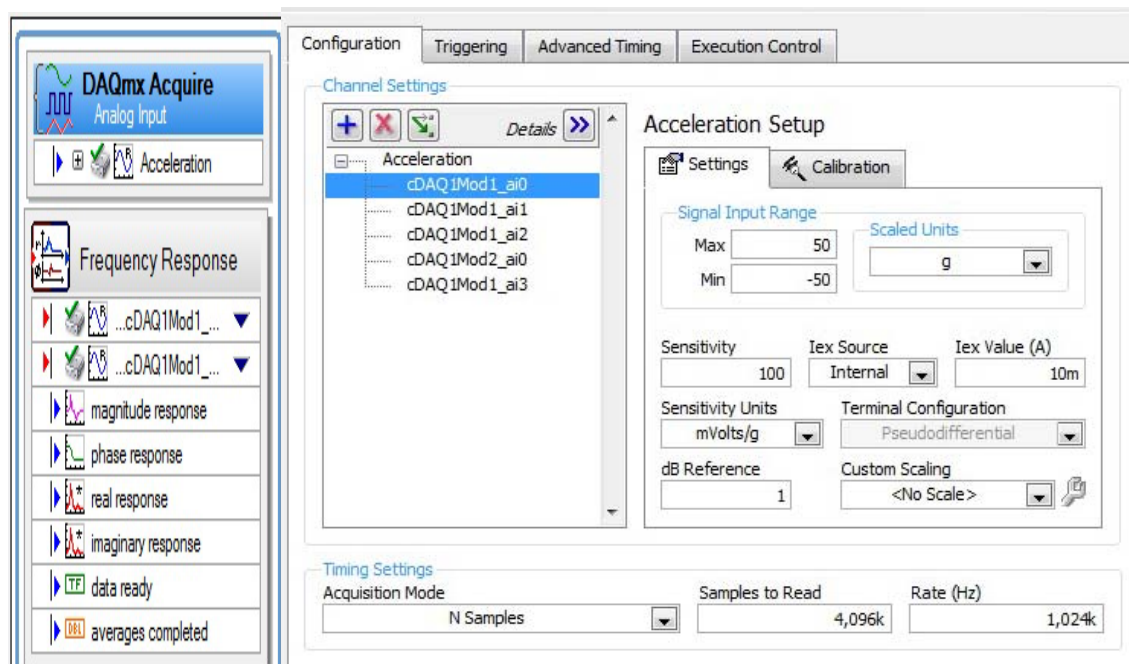 DAQmx Acquire
Analog Input
Acceleration
Frequency Response
...cDAQ1Mod1_...
...cDAQ1Mod1_...
magnitude response
phase response
real response
imaginary response
TF data ready
DBL averages completed
Configuration Triggering Advanced Timing Execution Control
Channel Settings
Details
Acceleration
cDAQ1Mod1_ai0
cDAQ1Mod1_ai1
cDAQ1Mod1_ai2
cDAQ1Mod2_ai0
cDAQ1Mod1_ai3
Acceleration Setup
Settings Calibration
Signal Input Range
Max 50
Min -50
Scaled Units
g
Sensitivity Iex Source Iex Value (A)
100 Internal 10m
Sensitivity Units Terminal Configuration
mVolts/g Pseudodifferential
dB Reference Custom Scaling
1 <No Scale>
Timing Settings
Acquisition Mode Samples to Read Rate (Hz)
N Samples 4,096k 1,024k